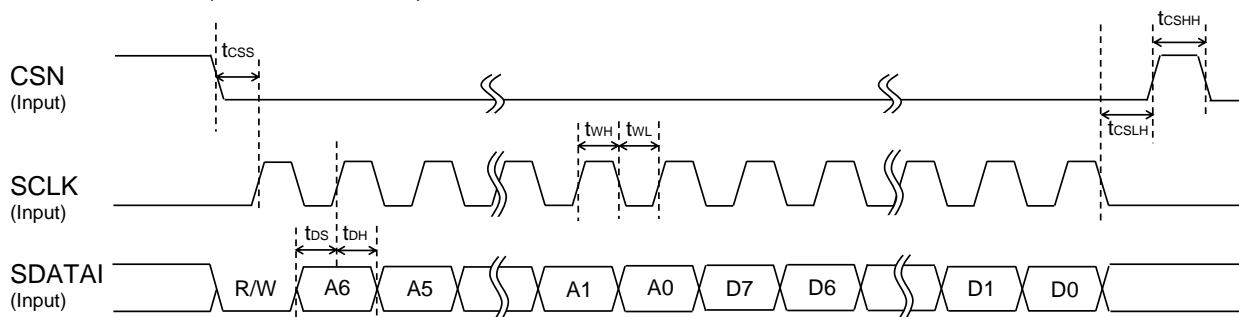 tCSS
tCSHH
CSN
(Input)
tCSLH
tWH tWL
SCLK
(Input)
tDS tDH
SDATAI
(Input)
R/W A6 A5 A1 A0 D7 D6 D1 D0